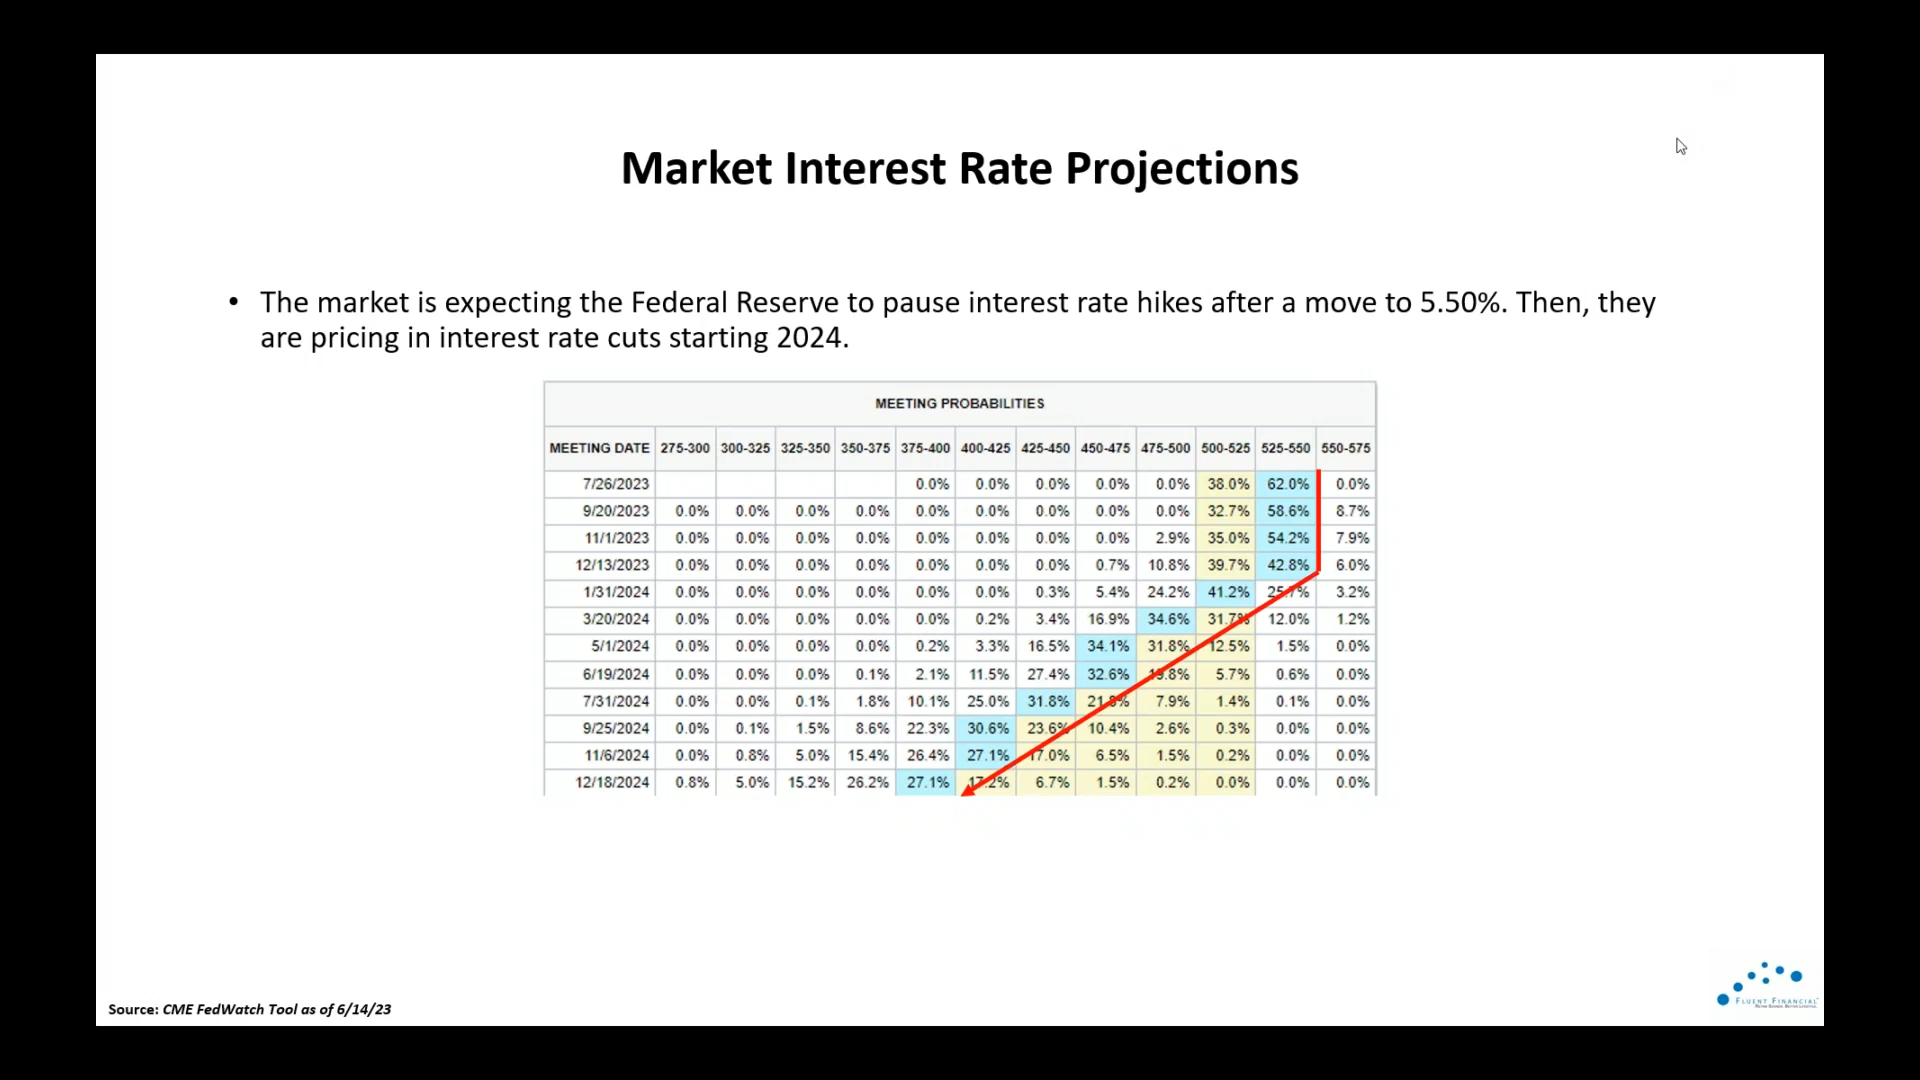 Market Interest Rate Projections
• The market is expecting the Federal Reserve to pause interest rate hikes after a move to 5.50%. Then, they
are pricing in interest rate cuts starting 2024.
MEETING PROBABILITIES
MEETING DATE 275-300 300-325 325-350 350-375 375-400 400-425 425-450 450-475 475-500 500-525 525-550 550-575
7/26/2023 0.0% 0.0% 0.0% 0.0% 0.0% 38.0% 62.0% 0.0%
9/20/2023 0.0% 0.0% 0.0% 0.0% 0.0% 0.0% 0.0% 0.0% 0.0% 32.7% 58.6% 8.7%
11/1/2023 0.0% 0.0% 0.0% 0.0% 0.0% 0.0% 0.0% 0.0% 2.9% 35.0% 54.2% 7.9%
12/13/2023 0.0% 0.0% 0.0% 0.0% 0.0% 0.0% 0.0% 0.7% 10.8% 39.7% 42.8% 6.0%
1/31/2024 0.0% 0.0% 0.0% 0.0% 0.0% 0.0% 0.3% 5.4% 24.2% 41.2% 25.7% 3.2%
3/20/2024 0.0% 0.0% 0.0% 0.0% 0.0% 0.2% 3.4% 16.9% 34.6% 31.7% 12.0% 1.2%
5/1/2024 0.0% 0.0% 0.0% 0.0% 0.2% 3.3% 16.5% 34.1% 31.8% 12.5% 1.5% 0.0%
6/19/2024 0.0% 0.0% 0.0% 0.1% 2.1% 11.5% 27.4% 32.6% 19.8% 5.7% 0.6% 0.0%
7/31/2024 0.0% 0.0% 0.1% 1.8% 10.1% 25.0% 31.8% 7.9% 1.4% 0.1% 0.0%
9/25/2024 0.0% 0.1% 1.5% 8.6% 22.3% 30.6% 23.6% 10.4% 2.6% 0.3% 0.0% 0.0%
11/6/2024 0.0% 0.8% 5.0% 15.4% 26.4% 27.1% 17.0% 6.5% 1.5% 0.2% 0.0% 0.0%
12/18/2024 0.8% 5.0% 15.2% 26.2% 27.1% 17.2% 6.7% 1.5% 0.2% 0.0% 0.0% 0.0%
Source: CME FedWatch Tool as of 6/14/23
FLUENT FINANCIAL